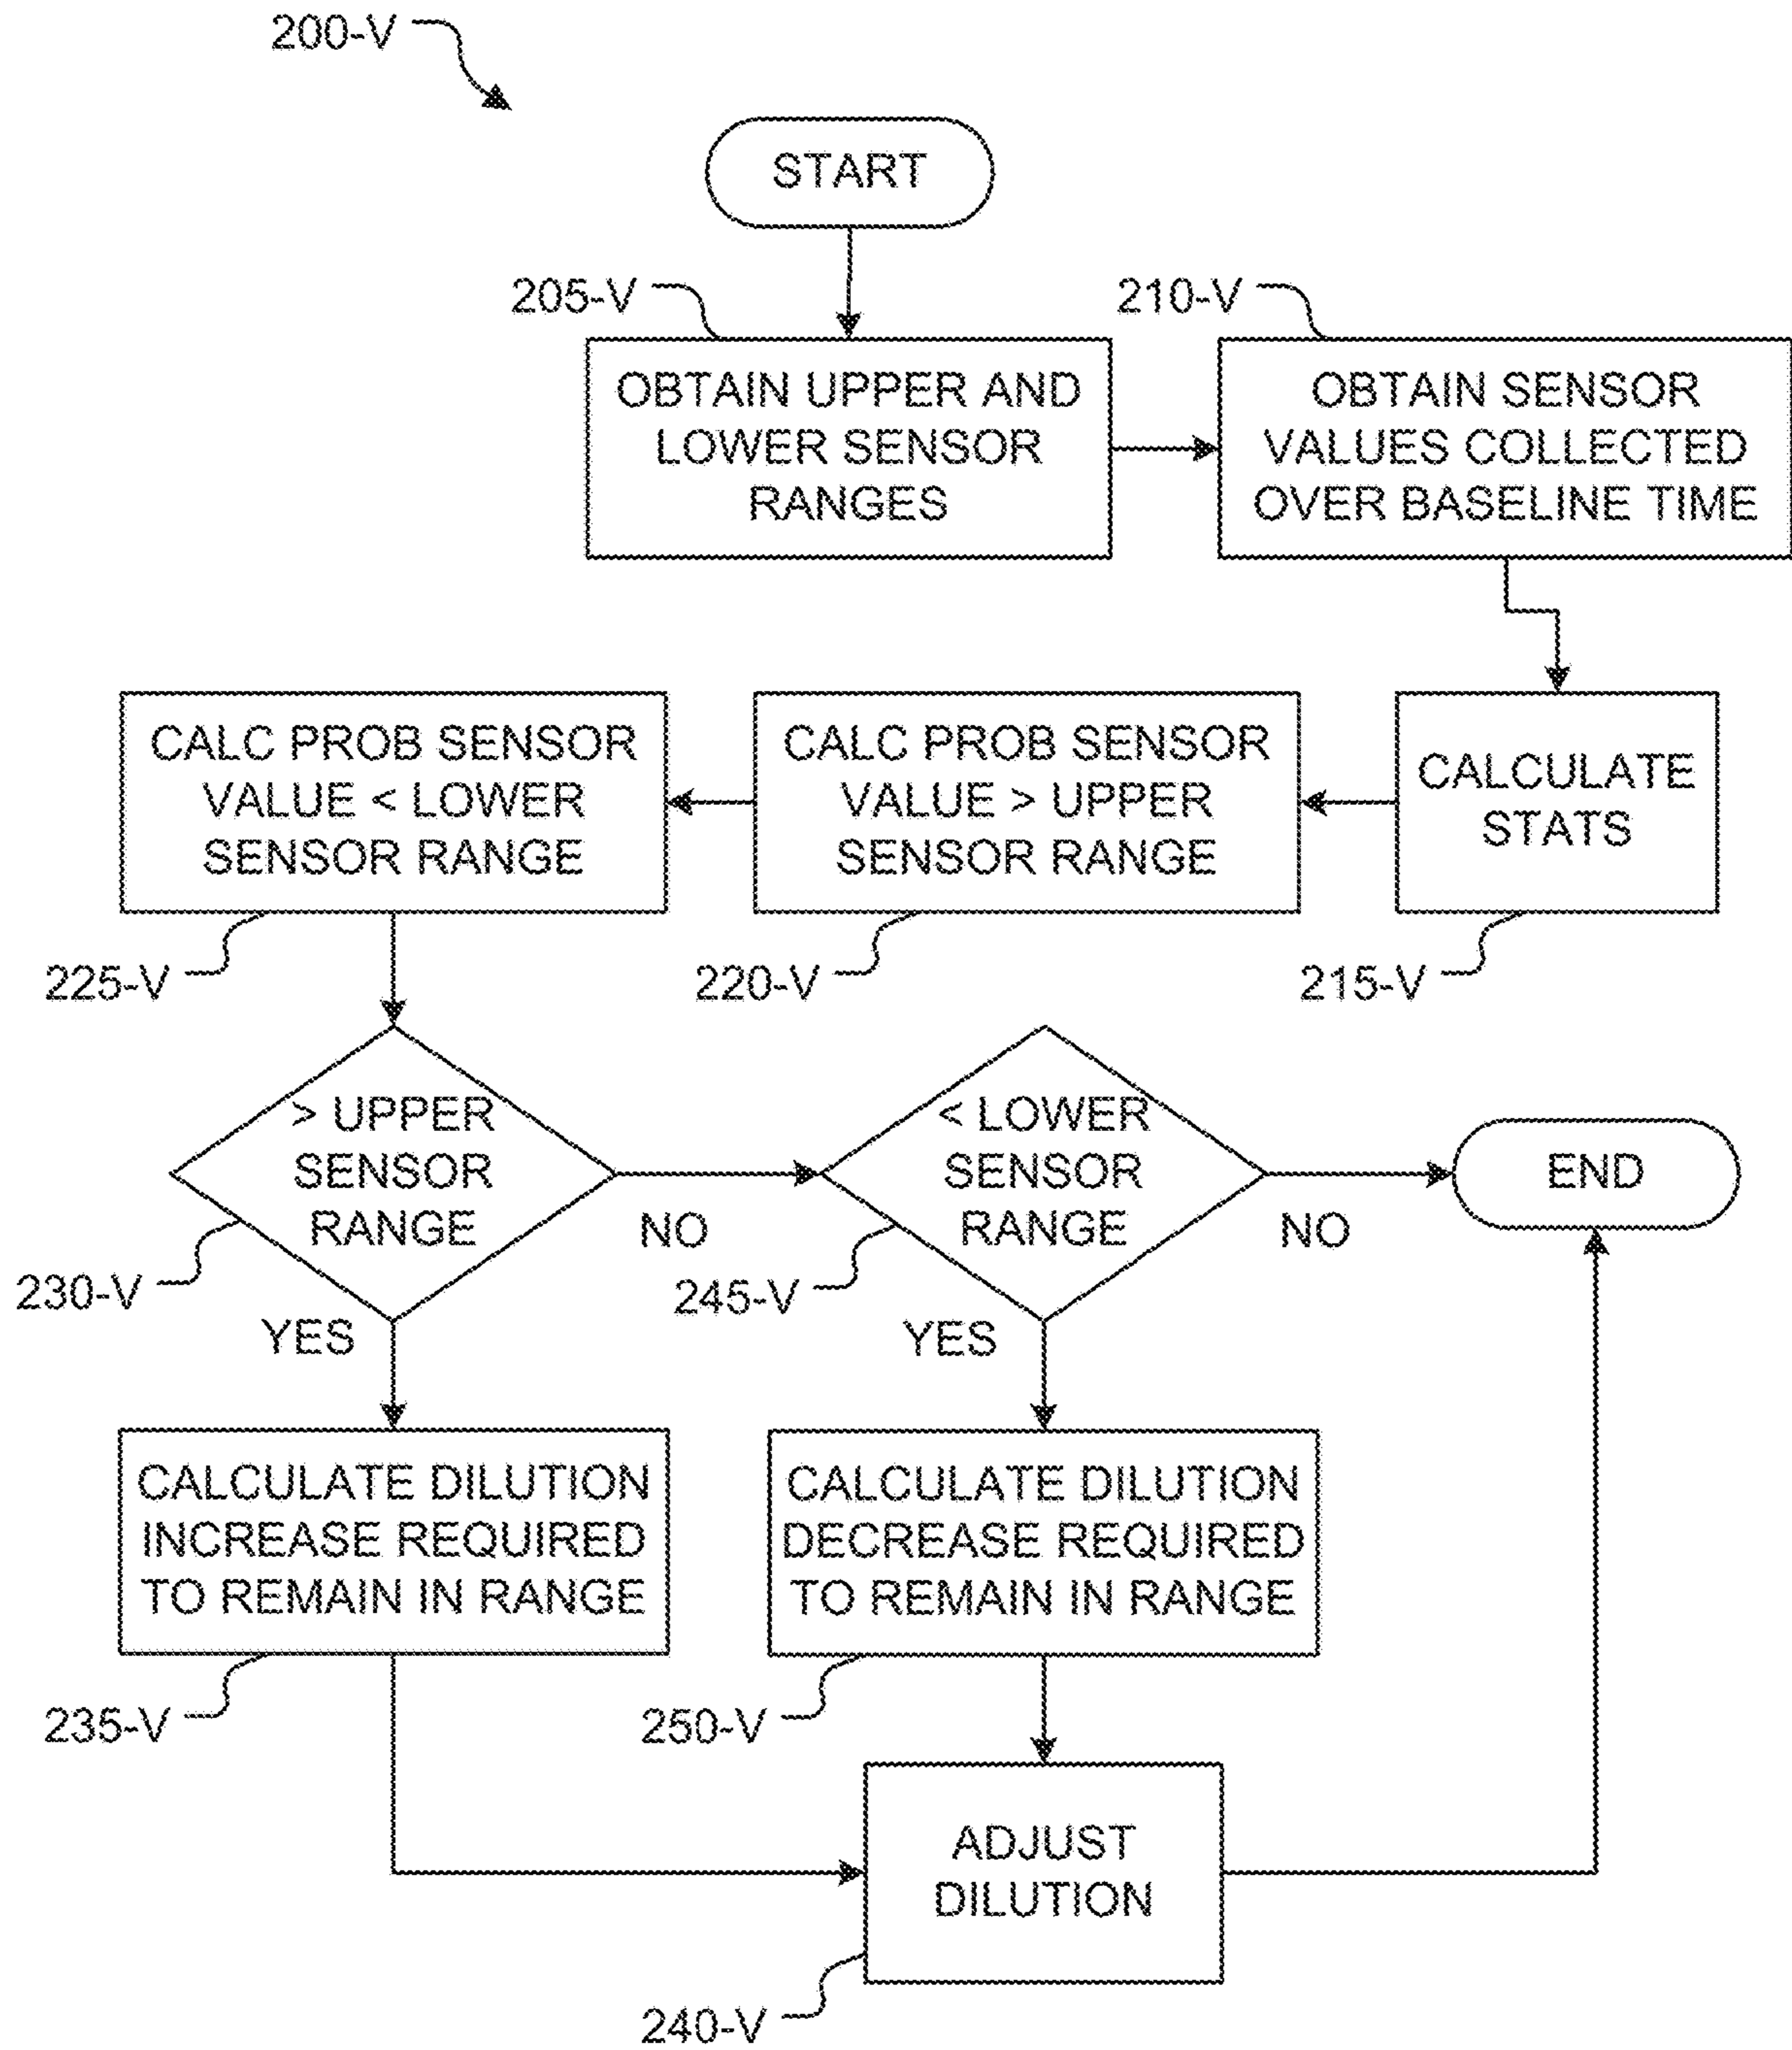 200-V
START
205-V
210-V
OBTAIN UPPER AND
LOWER SENSOR
RANGES
OBTAIN SENSOR
VALUES COLLECTED
OVER BASELINE TIME
CALC PROB SENSOR
VALUE < LOWER
SENSOR RANGE
CALC PROB SENSOR
VALUE > UPPER
SENSOR RANGE
CALCULATE
STATS
225-V
220-V
215-V
> UPPER
SENSOR
RANGE
< LOWER
SENSOR
RANGE
END
NO
NO
230-V
245-V
YES
YES
CALCULATE DILUTION
INCREASE REQUIRED
TO REMAIN IN RANGE
CALCULATE DILUTION
DECREASE REQUIRED
TO REMAIN IN RANGE
235-V
250-V
ADJUST
DILUTION
240-V